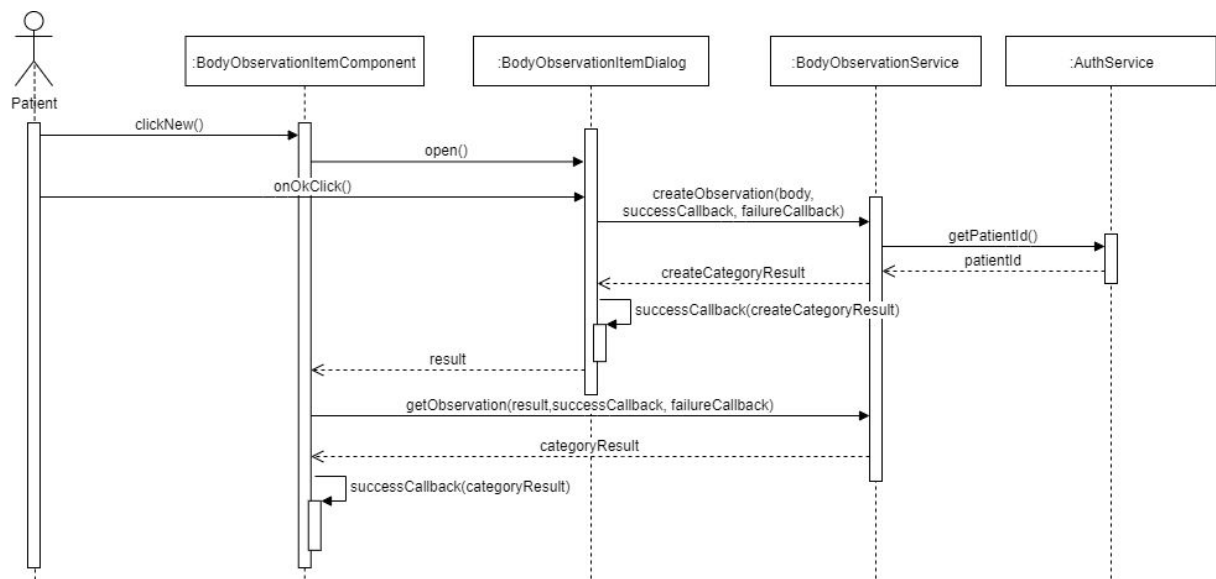 :BodyObservationItemComponent
:BodyObservationItemDialog
:BodyObservationService
:AuthService
Patient
clickNew()
open()
onOkClick()
createObservation(body,
successCallback, failureCallback)
getPatientId()
patientId
createCategoryResult
successCallback(createCategoryResult)
result
getObservation(result,successCallback, failureCallback)
categoryResult
successCallback(categoryResult)